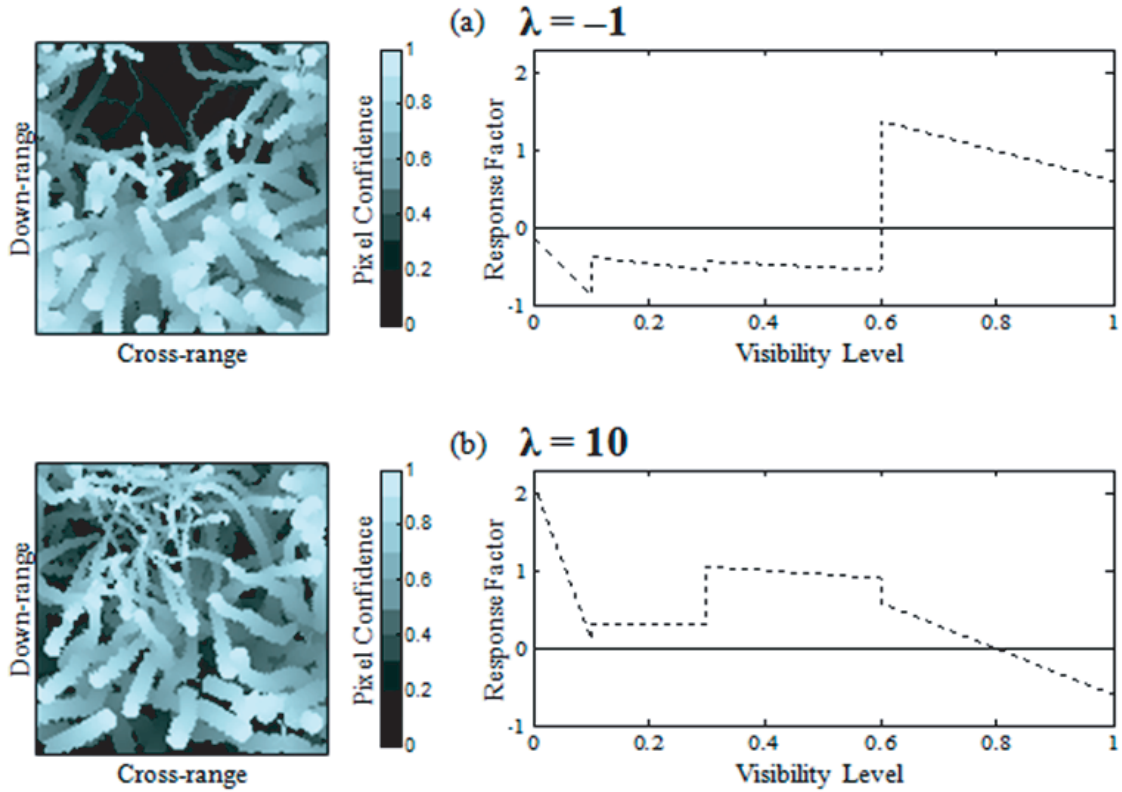 (a) λ = –1
Down-range
Cross-range
Pixel Confidence
1
0.8
0.6
0.4
0.2
0
Response Factor
2
1
0
-1
0 0.2 0.4 0.6 0.8 1
Visibility Level
(b) λ = 10
Down-range
Cross-range
Pixel Confidence
1
0.8
0.6
0.4
0.2
0
Response Factor
2
1
0
-1
0 0.2 0.4 0.6 0.8 1
Visibility Level